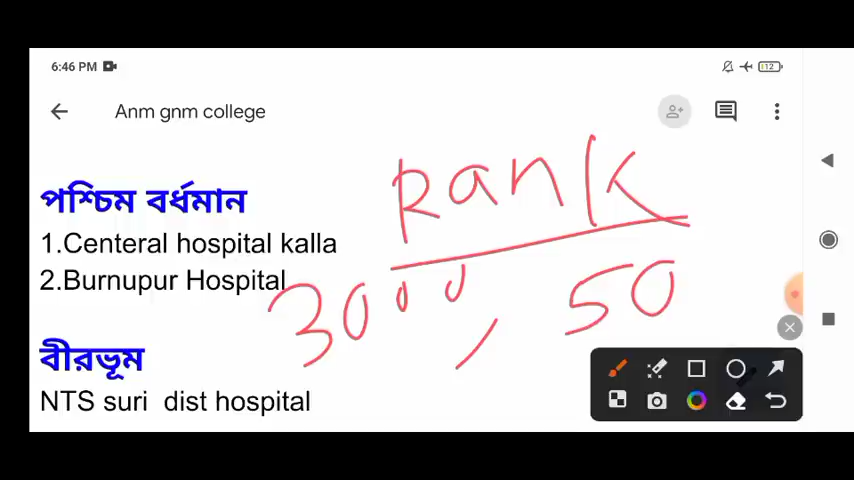 6:46 PM
12
Anm gnm college
Rank
পশ্চিম বর্ধমান
1.Centeral hospital kalla
2.Burnupur Hospital
3000, 50
বীরভূম
NTS suri dist hospital